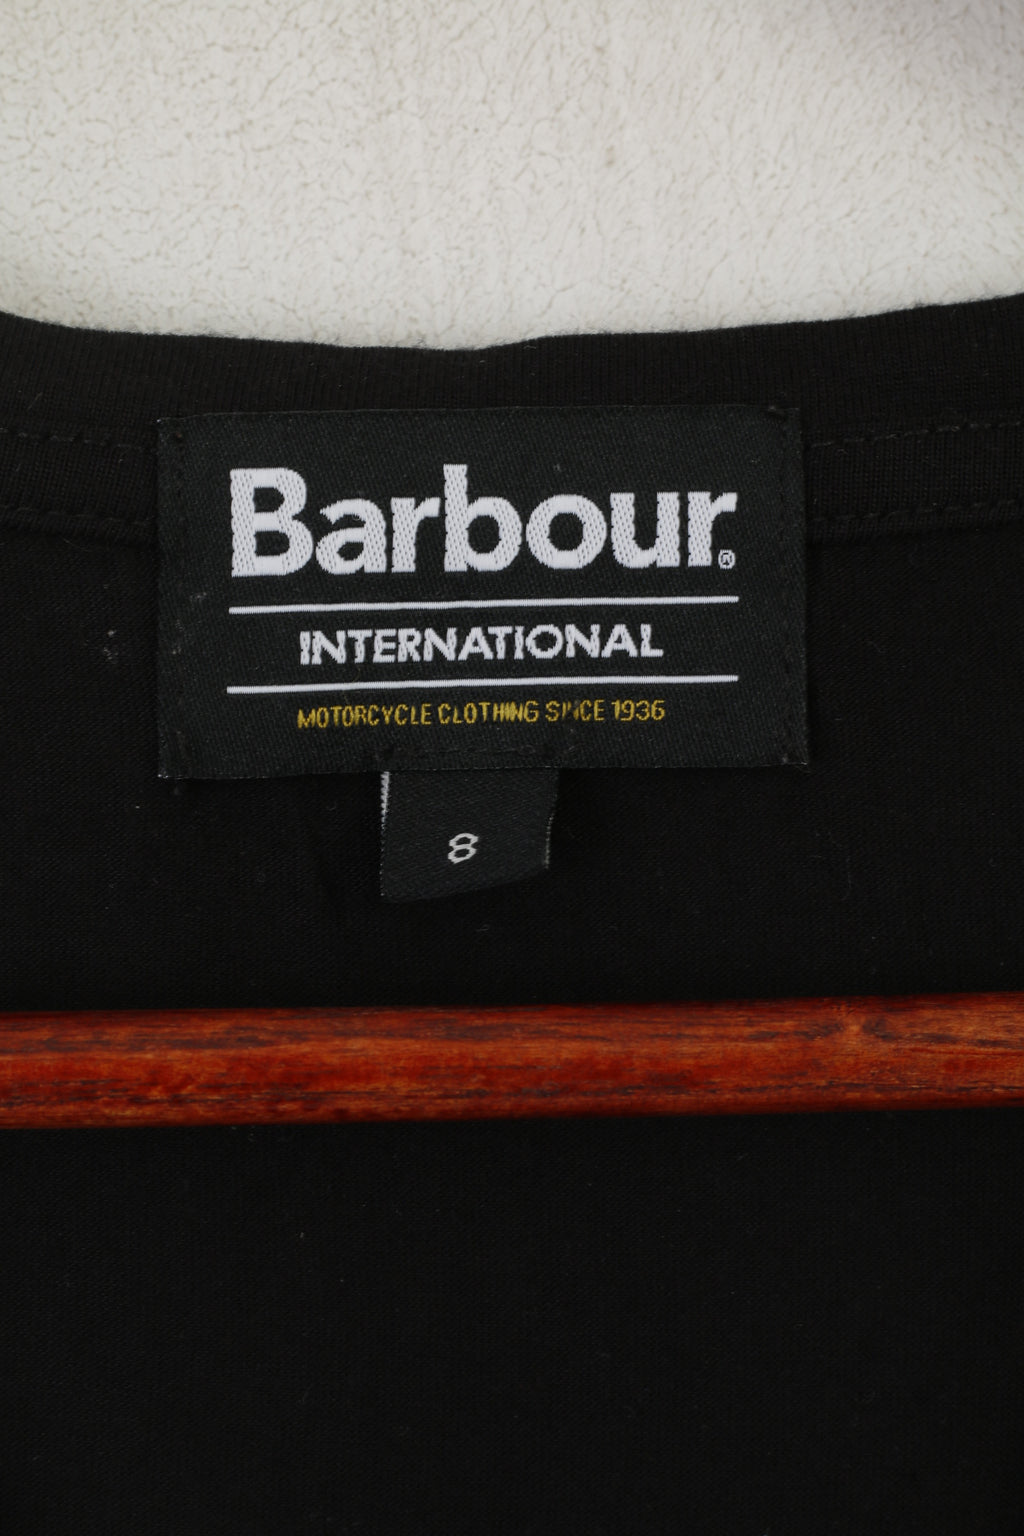 Barbour®
INTERNATIONAL
MOTORCYCLE CLOTHING SINCE 1936
8